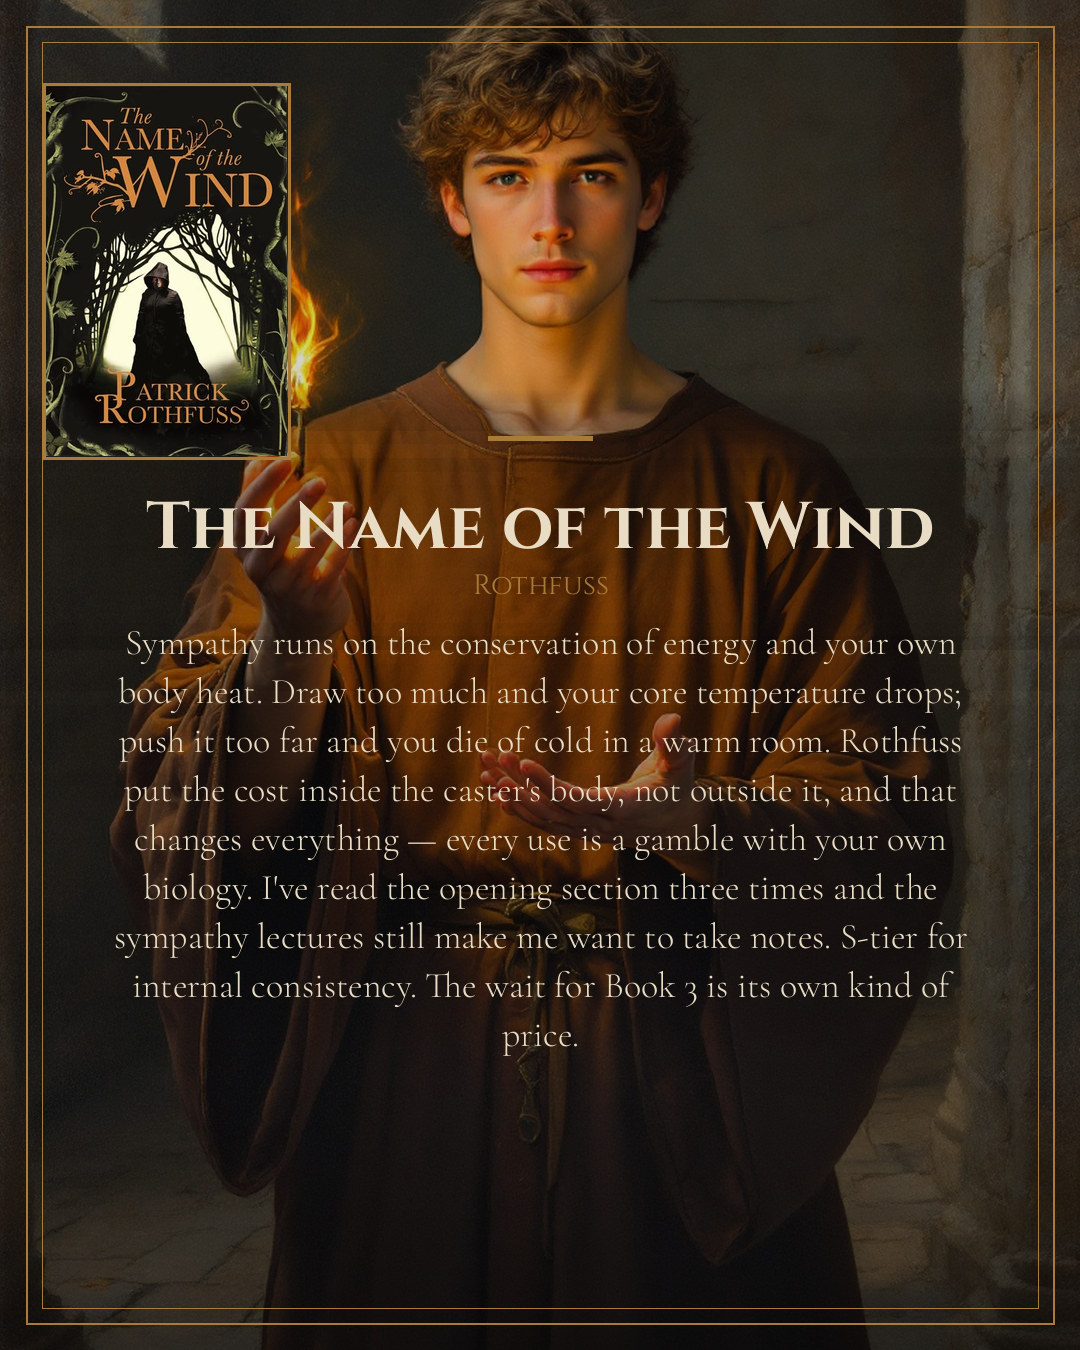 The
NAME
of the
WIND
PATRICK
ROTHFUSS
The Name of the Wind
Rothfuss
Sympathy runs on the conservation of energy and your own
body heat. Draw too much and your core temperature drops;
push it too far and you die of cold in a warm room. Rothfuss
put the cost inside the caster's body, not outside it, and that
changes everything — every use is a gamble with your own
biology. I've read the opening section three times and the
sympathy lectures still make me want to take notes. S-tier for
internal consistency. The wait for Book 3 is its own kind of
price.